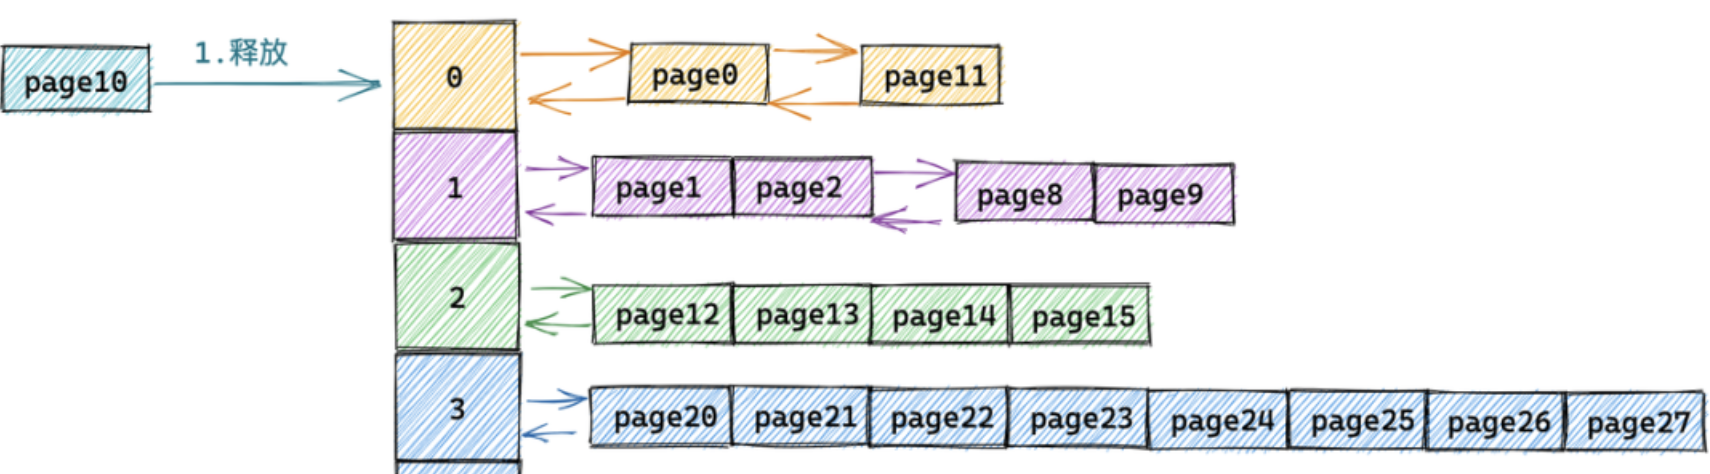 page10
1.释放
0
page0
page11
1
page1 page2
page8 page9
2
page12 page13 page14 page15
3
page20 page21 page22 page23 page24 page25 page26 page27